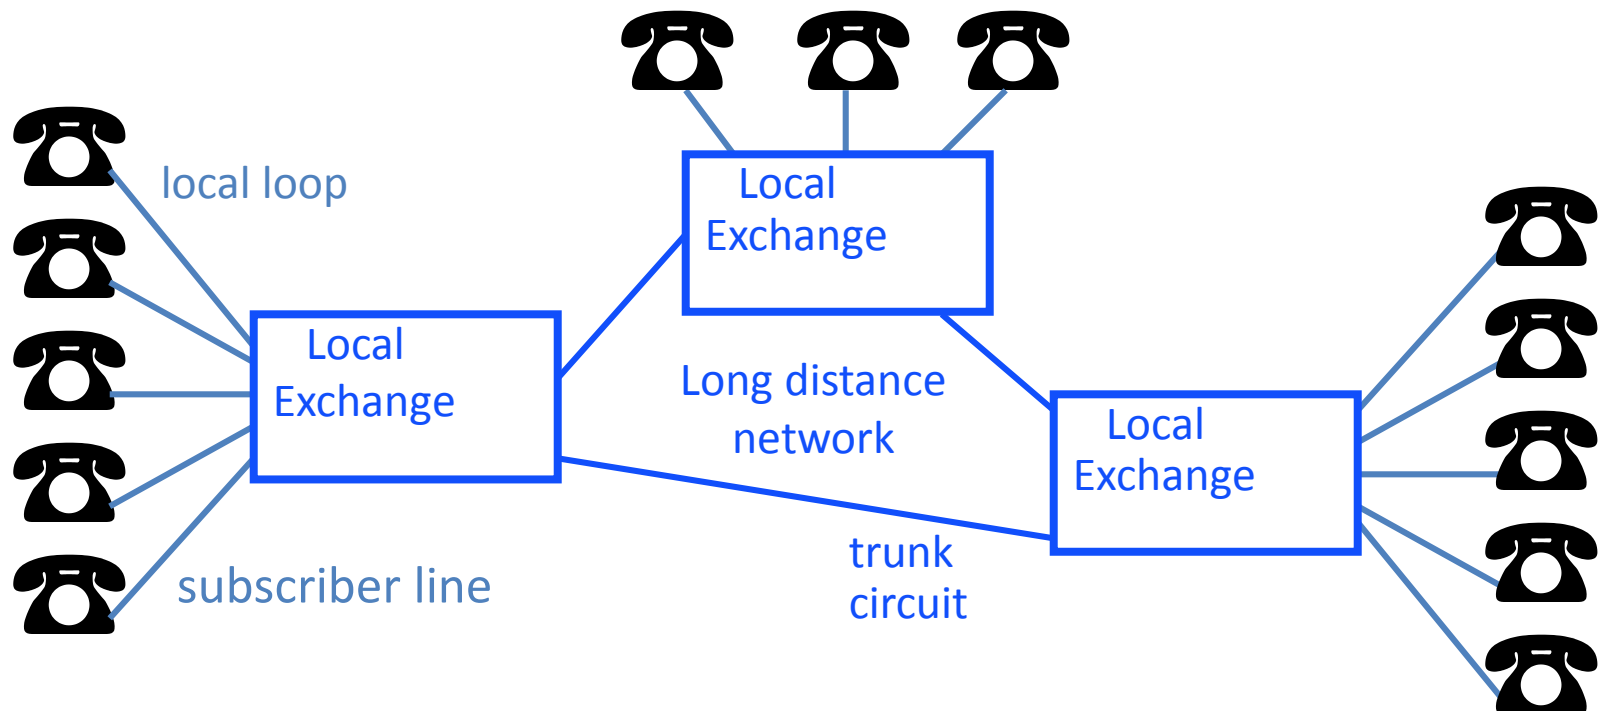 local loop
Local
Exchange
Local
Exchange
Long distance
network
Local
Exchange
trunk
circuit
subscriber line